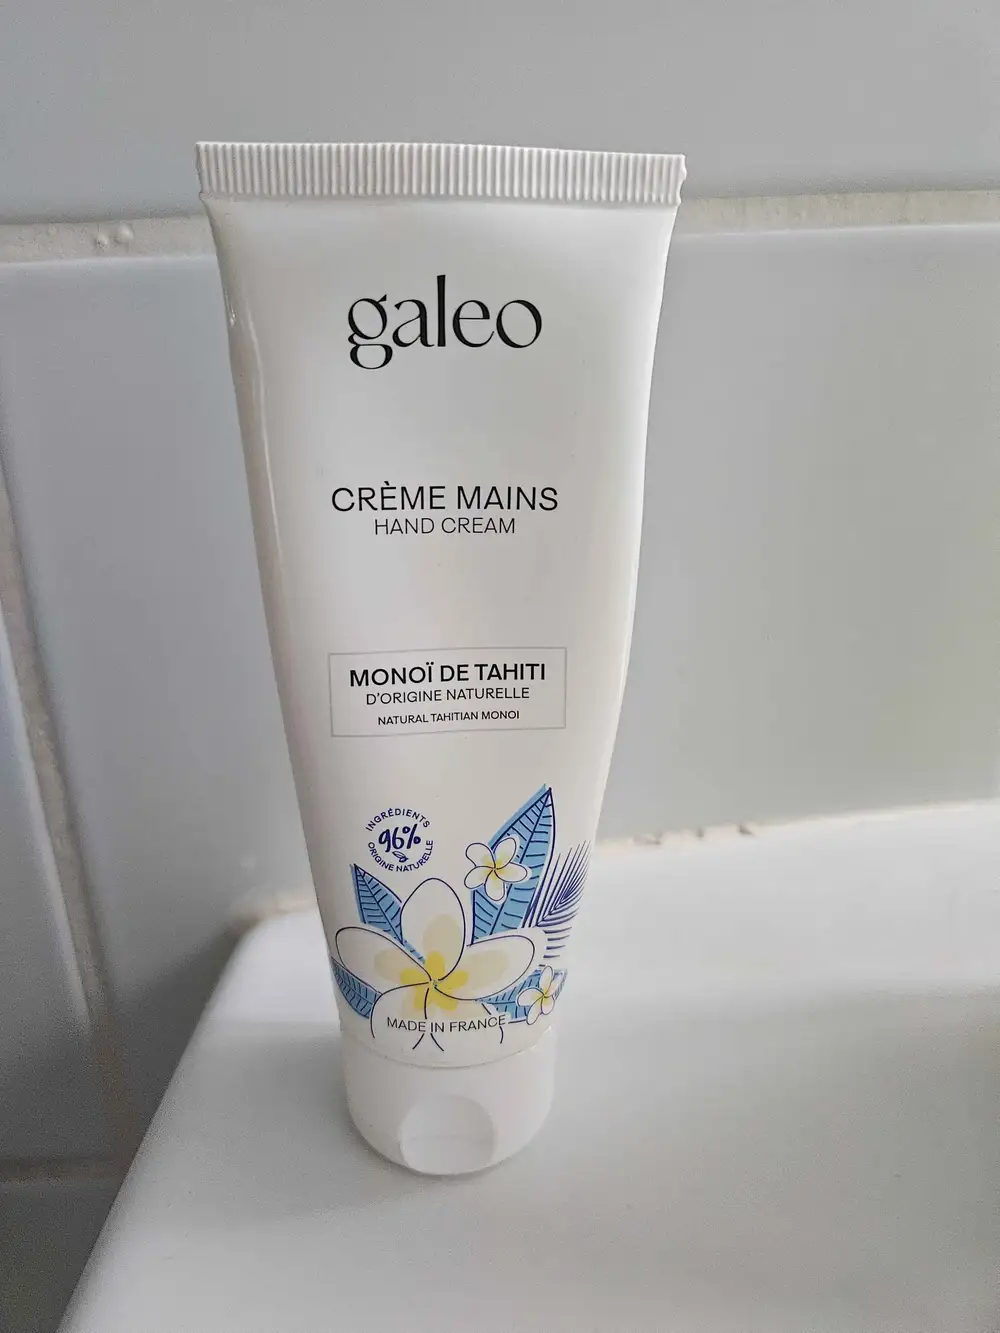 galeo
CRÈME MAINS
HAND CREAM
MONOÏ DE TAHITI
D'ORIGINE NATURELLE
NATURAL TAHITIAN MONOI
INGRÉDIENTS
96%
ORIGINE NATURELLE
MADE IN FRANCE